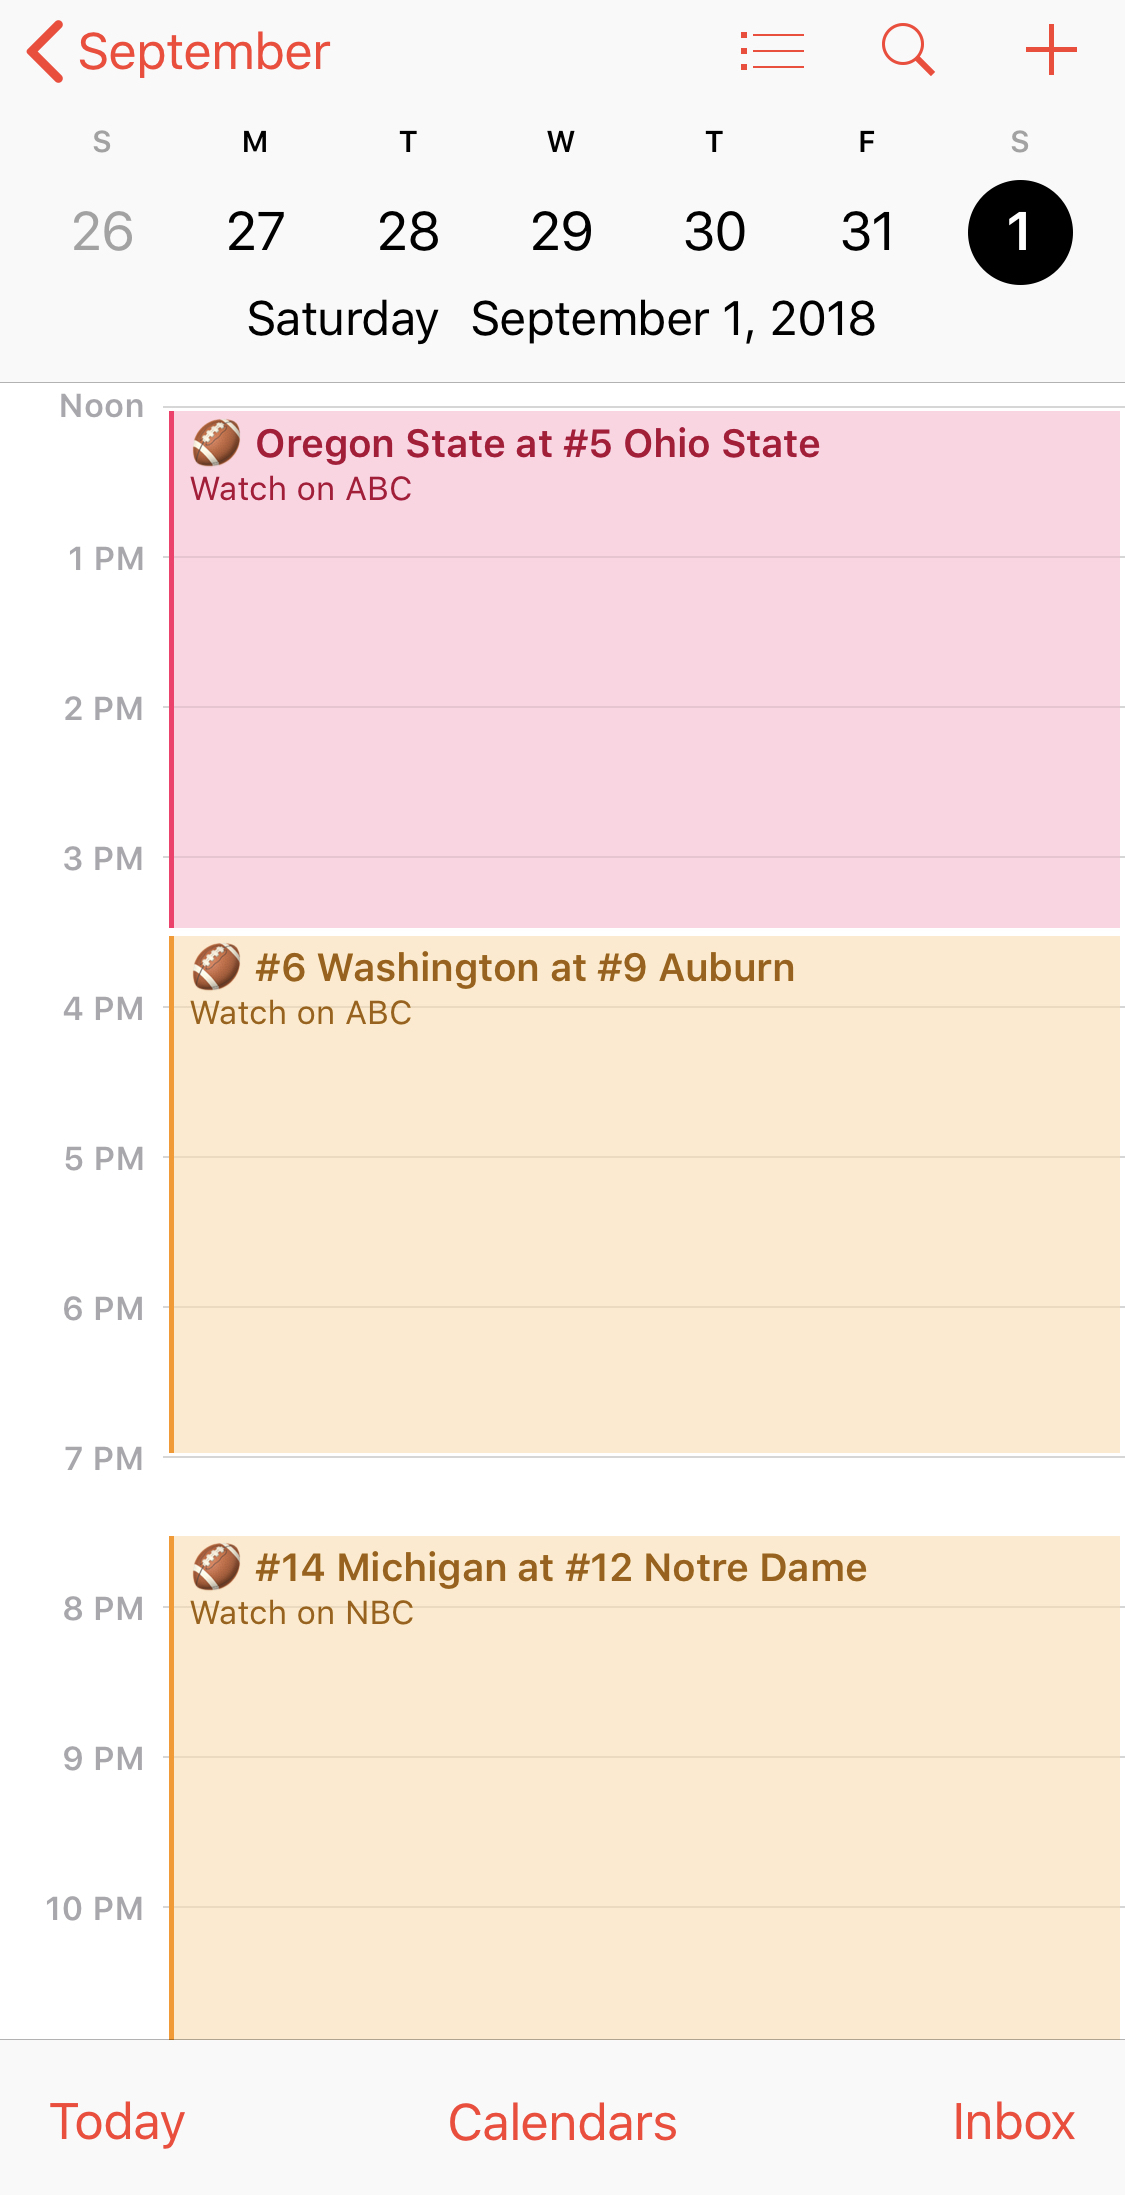 September
S M T W T F S
26 27 28 29 30 31 1
Saturday September 1, 2018
Noon
🏈 Oregon State at #5 Ohio State
Watch on ABC
1 PM
2 PM
3 PM
🏈 #6 Washington at #9 Auburn
4 PM
Watch on ABC
5 PM
6 PM
7 PM
🏈 #14 Michigan at #12 Notre Dame
8 PM
Watch on NBC
9 PM
10 PM
Today Calendars Inbox